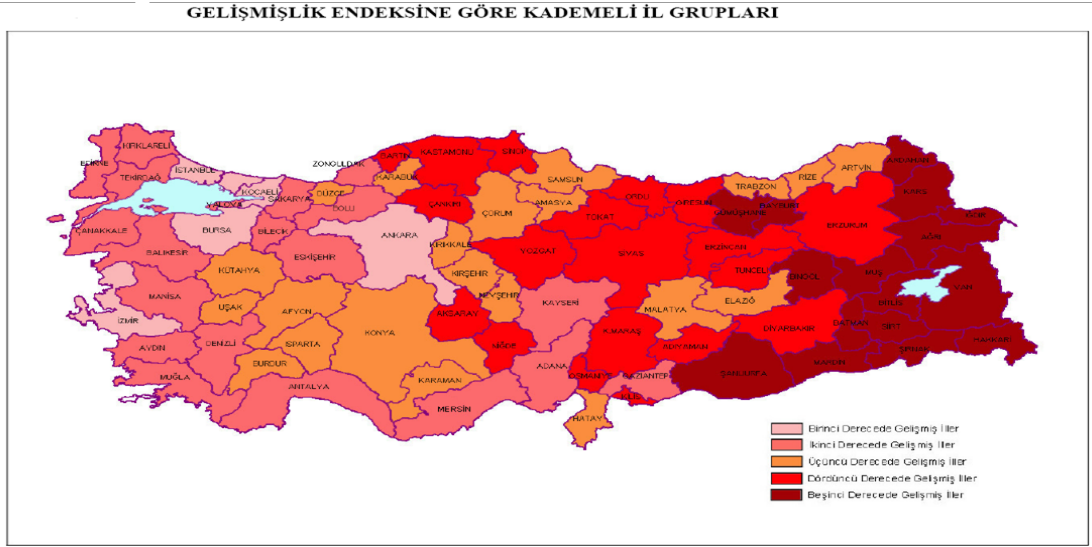 GELİŞMİŞLİK ENDEKSİNE GÖRE KADEMELİ İL GRUPLARI
KIRKLARELİ
EDİRNE
TEKİRDAĞ
İSTANBUL
KOCAELİ
YALOVA
SAKARYA
DÜZCE
ZONGULDAK
BARTIN
KARABÜK
KASTAMONU
SİNOP
SAMSUN
ÇANKIRI
BOLU
ÇORUM
AMASYA
TOKAT
ORDU
GİRESUN
GÜMÜŞHANE
BAYBURT
TRABZON
RİZE
ARTVİN
ARDAHAN
KARS
IĞDIR
AĞRI
ERZURUM
ERZİNCAN
ÇANAKKALE
BALIKESİR
BURSA
BİLECİK
ESKİŞEHİR
ANKARA
KIRIKKALE
KIRŞEHİR
YOZGAT
SİVAS
TUNCELİ
BİNGÖL
MUŞ
BİTLİS
VAN
KÜTAHYA
MANİSA
UŞAK
AFYON
İZMİR
KONYA
AKSARAY
NEVŞEHİR
NİĞDE
KAYSERİ
MALATYA
ELAZIĞ
DİYARBAKIR
BATMAN
SİİRT
ŞIRNAK
HAKKARİ
MARDİN
AYDIN
DENİZLİ
ISPARTA
BURDUR
MUĞLA
ANTALYA
KARAMAN
MERSİN
ADANA
OSMANİYE
K.MARAŞ
ADIYAMAN
GAZİANTEP
KİLİS
HATAY
ŞANLIURFA
Birinci Derecede Gelişmiş İller
İkinci Derecede Gelişmiş İller
Üçüncü Derecede Gelişmiş İller
Dördüncü Derecede Gelişmiş İller
Beşinci Derecede Gelişmiş İller